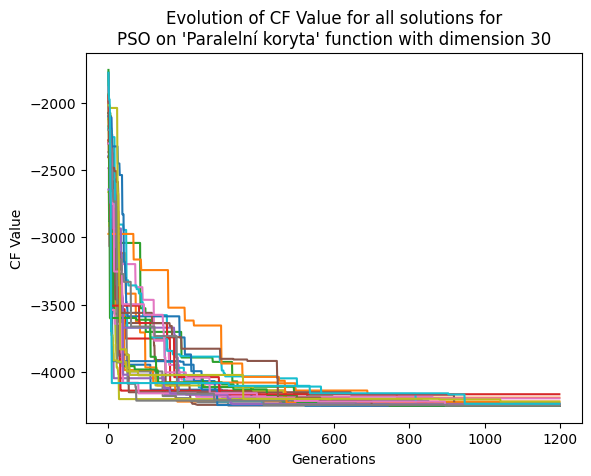 Evolution of CF Value for all solutions for
PSO on 'Paralelní koryta' function with dimension 30
CF Value
−2000
−2500
−3000
−3500
−4000
0 200 400 600 800 1000 1200
Generations